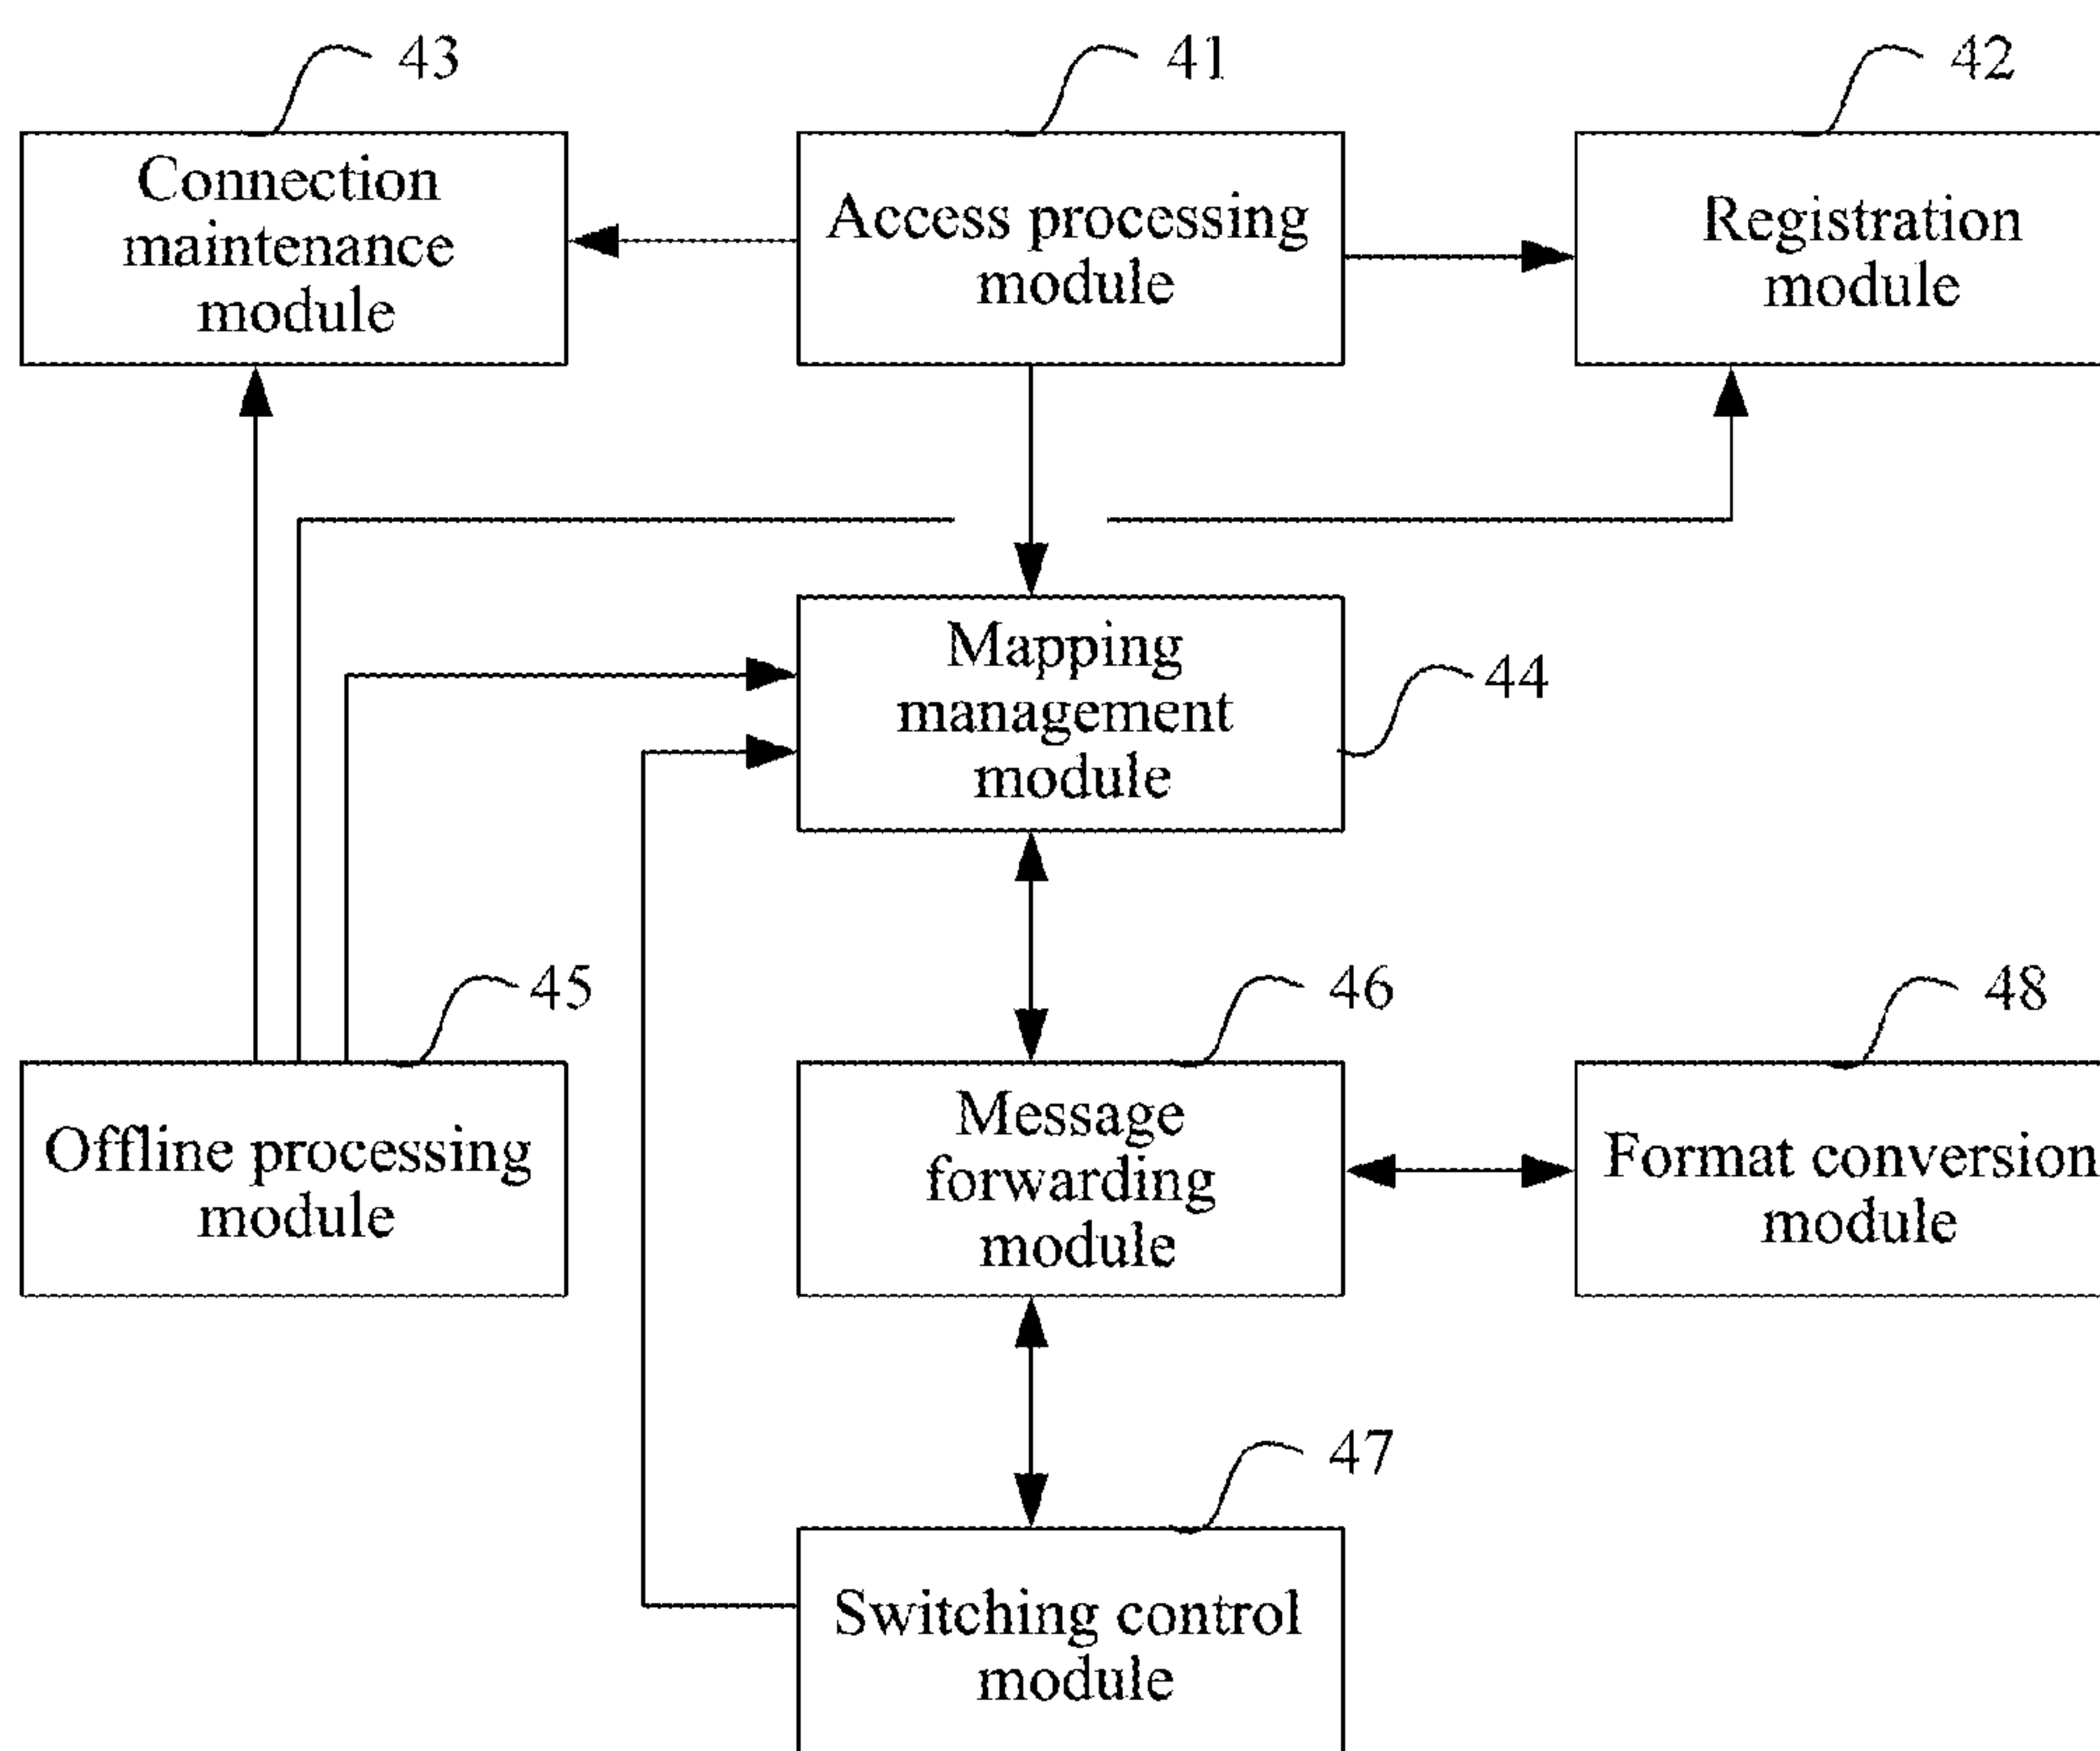 43
41
42
Connection
maintenance
module
Access processing
module
Registration
module
Mapping
management
module
44
45
46
48
Offline processing
module
Message
forwarding
module
Format conversion
module
47
Switching control
module